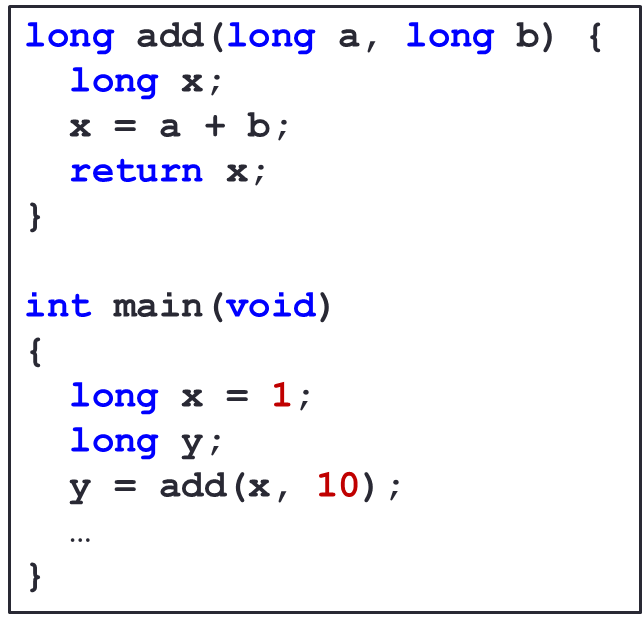 long add(long a, long b) {
  long x;
  x = a + b;
  return x;
}

int main(void)
{
  long x = 1;
  long y;
  y = add(x, 10);
  …
}